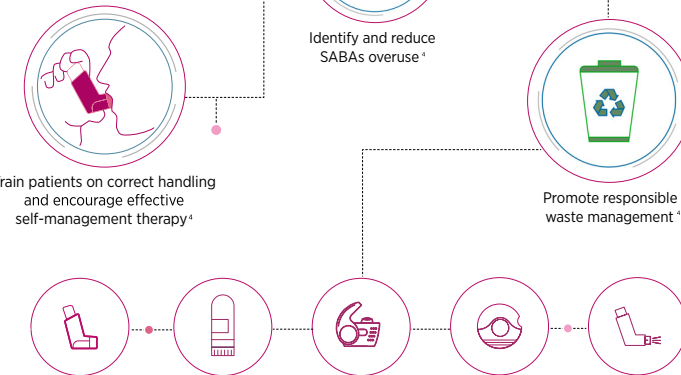 Identify and reduce
SABAs overuse ⁴
rain patients on correct handling
and encourage effective
self-management therapy ⁴
Promote responsible
waste management ⁴